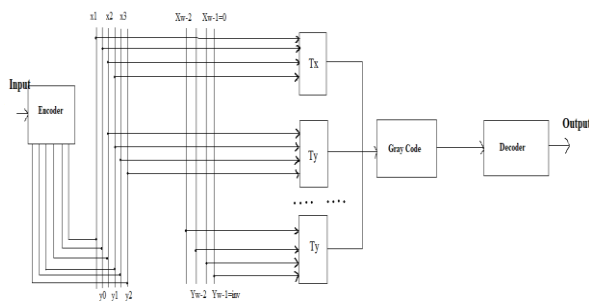 x1 x2 x3 Xw-2 Xw-1=0
Tx
Input
Encoder
Ty
Gray Code
Decoder
Output
.... ....
Ty
y0 y1 y2 Yw-2 Yw-1=inv